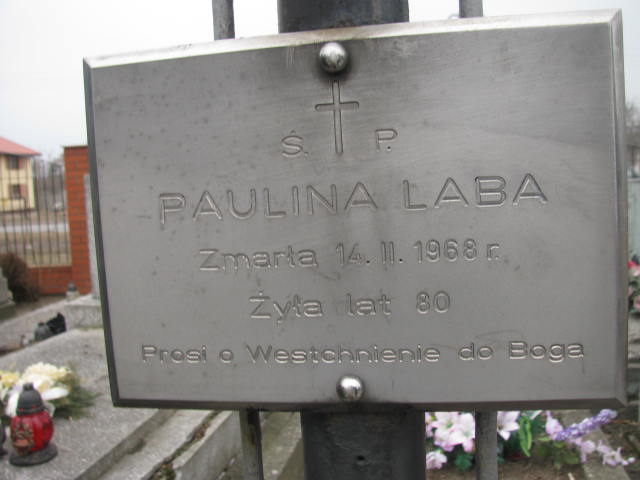 Ś. P.
PAULINA LABA
Zmarła 14. II. 1968 r.
Żyła lat 80
Prosi o Westchnienie do Boga